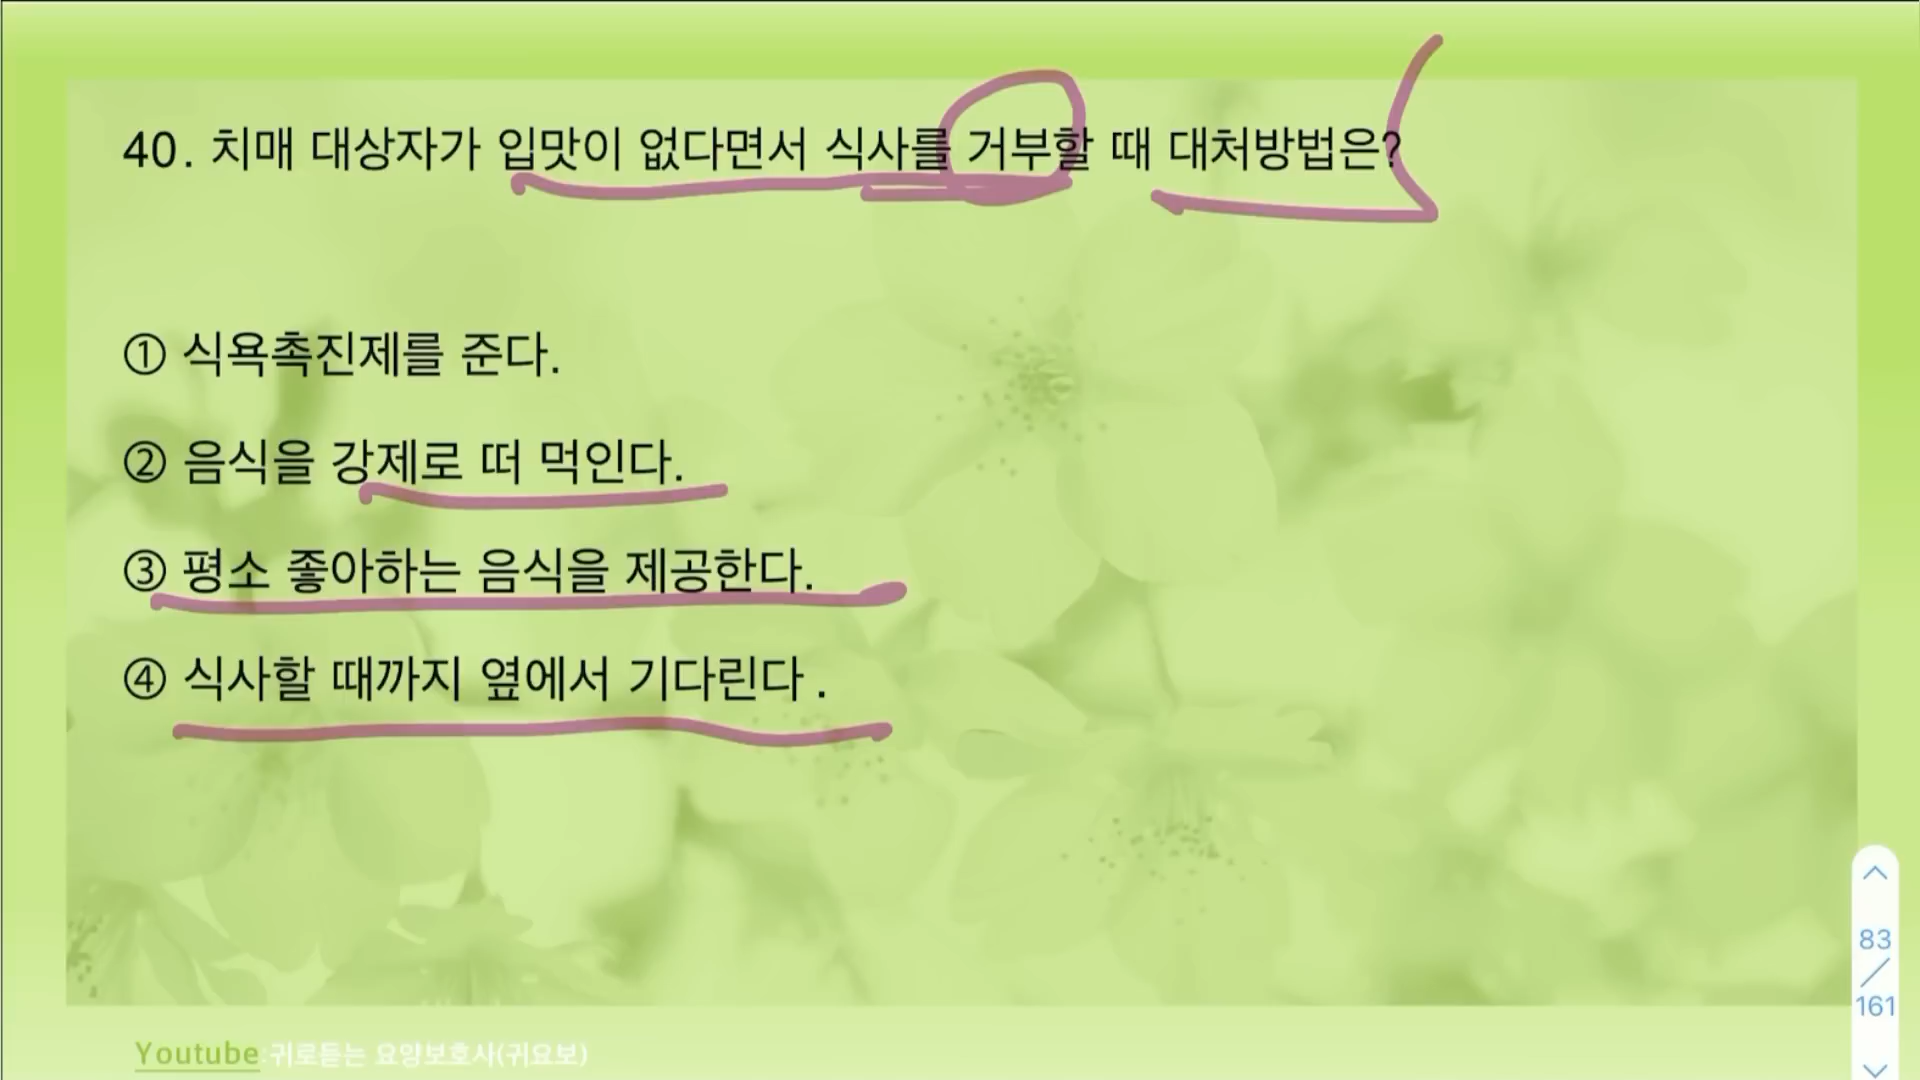 40. 치매 대상자가 입맛이 없다면서 식사를 거부할 때 대처방법은?
① 식욕촉진제를 준다.
② 음식을 강제로 떠 먹인다.
③ 평소 좋아하는 음식을 제공한다.
④ 식사할 때까지 옆에서 기다린다 .
83
/
161
Youtube:귀로듣는 요양보호사(귀요보)